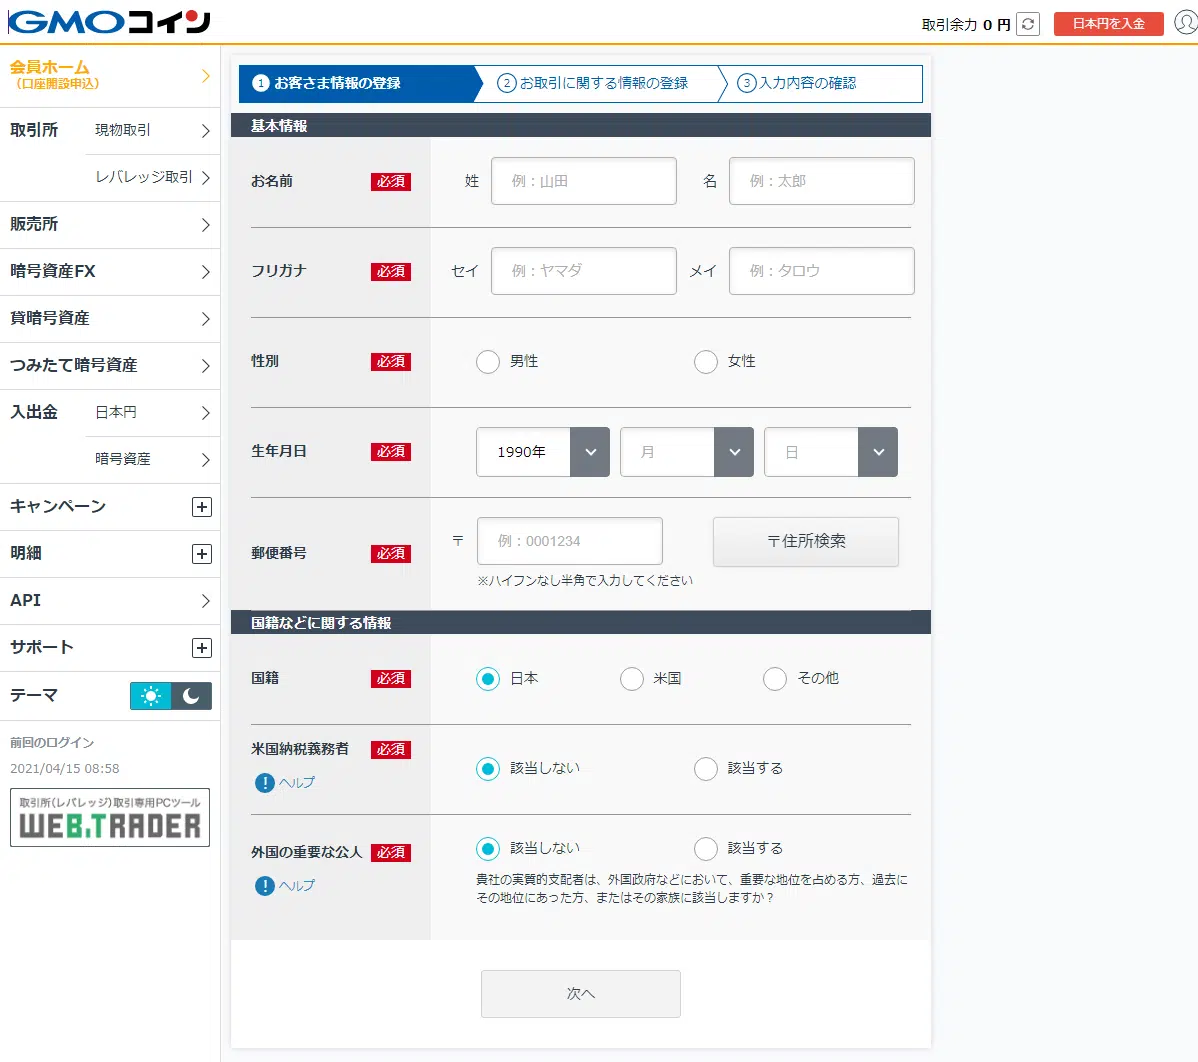 GMOコイン
取引余力 0 円
日本円を入金
会員ホーム
（口座開設申込）
取引所 現物取引
レバレッジ取引
販売所
暗号資産FX
貸暗号資産
つみたて暗号資産
入出金 日本円
暗号資産
キャンペーン
明細
API
サポート
テーマ
前回のログイン
2021/04/15 08:58
取引所(レバレッジ)取引専用PCツール
WEB.TRADER
1 お客さま情報の登録 2 お取引に関する情報の登録 3 入力内容の確認
基本情報
お名前 必須 姓 例：山田 名 例：太郎
フリガナ 必須 セイ 例：ヤマダ メイ 例：タロウ
性別 必須 男性 女性
生年月日 必須 1990年 月 日
郵便番号 必須 〒 例：0001234 〒住所検索
※ハイフンなし半角で入力してください
国籍などに関する情報
国籍 必須 日本 米国 その他
米国納税義務者 必須 該当しない 該当する
! ヘルプ
外国の重要な公人 必須 該当しない 該当する
! ヘルプ
貴社の実質的支配者は、外国政府などにおいて、重要な地位を占める方、過去に
その地位にあった方、またはその家族に該当しますか？
次へ